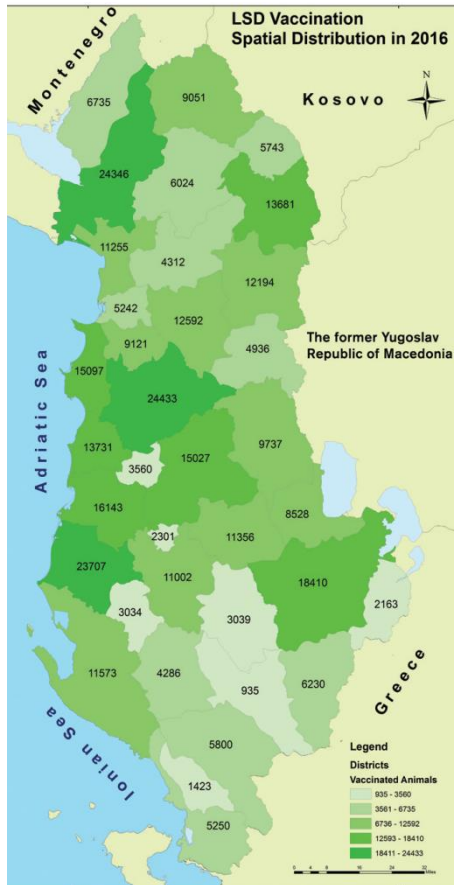 LSD Vaccination
Spatial Distribution in 2016
Montenegro
N
Kosovo
9051
6735
5743
24346
6024
13681
11255
4312
12194
5242
12592
9121
4936
The former Yugoslav
Republic of Macedonia
15097
Adriatic Sea
24433
13731
9737
15027
3560
16143
8528
2301
11356
23707
11002
18410
2163
3034
3039
11573
4286
935
6230
Greece
Ionian Sea
5800
1423
5250
Legend
Districts
Vaccinated Animals
935 - 3560
3561 - 6735
6736 - 12592
12593 - 18410
18411 - 24433